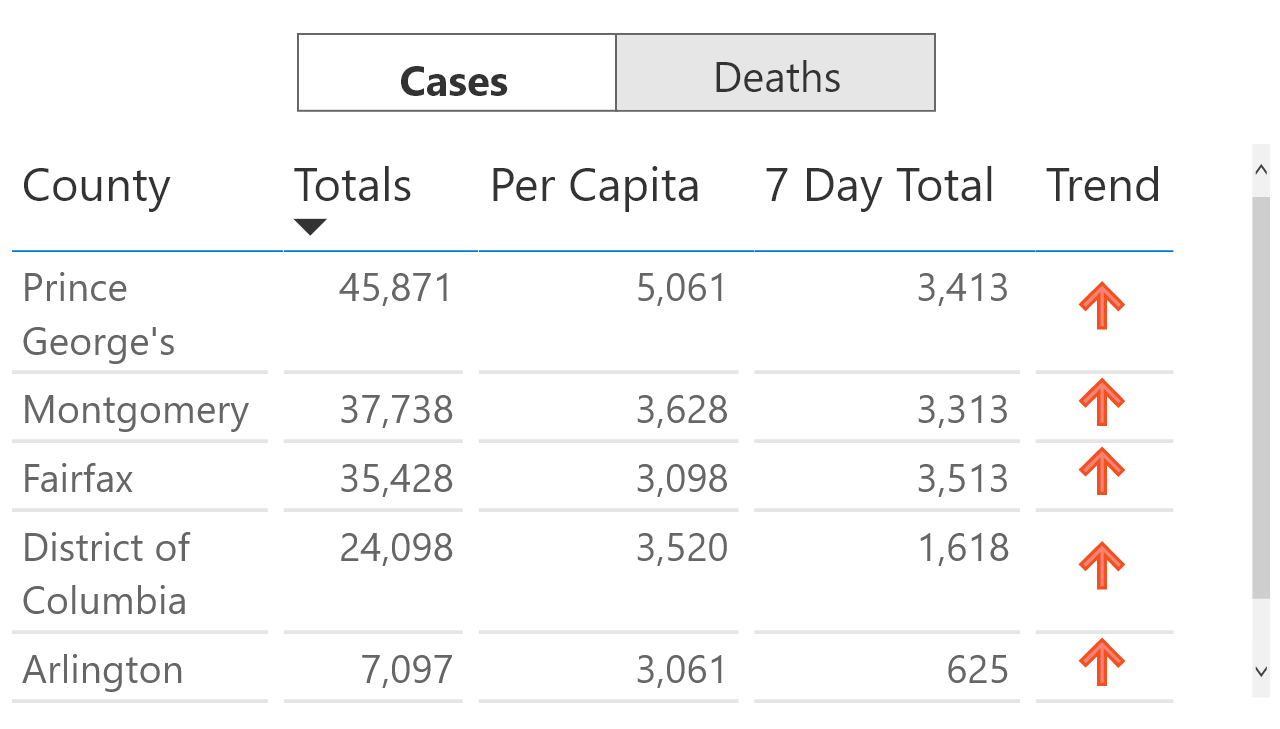 Cases Deaths
County Totals Per Capita 7 Day Total Trend
Prince 45,871 5,061 3,413
George's
Montgomery 37,738 3,628 3,313
Fairfax 35,428 3,098 3,513
District of 24,098 3,520 1,618
Columbia
Arlington 7,097 3,061 625